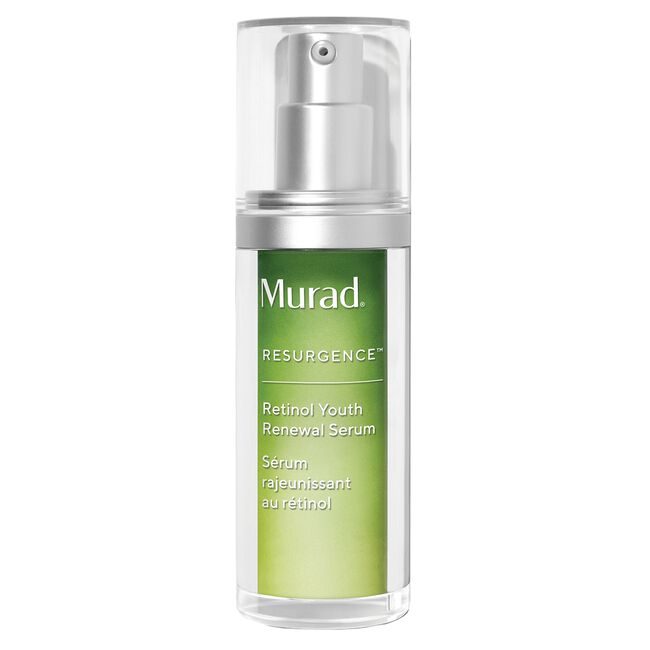 Murad®
RESURGENCE™
Retinol Youth
Renewal Serum
Sérum
rajeunissant
au rétinol